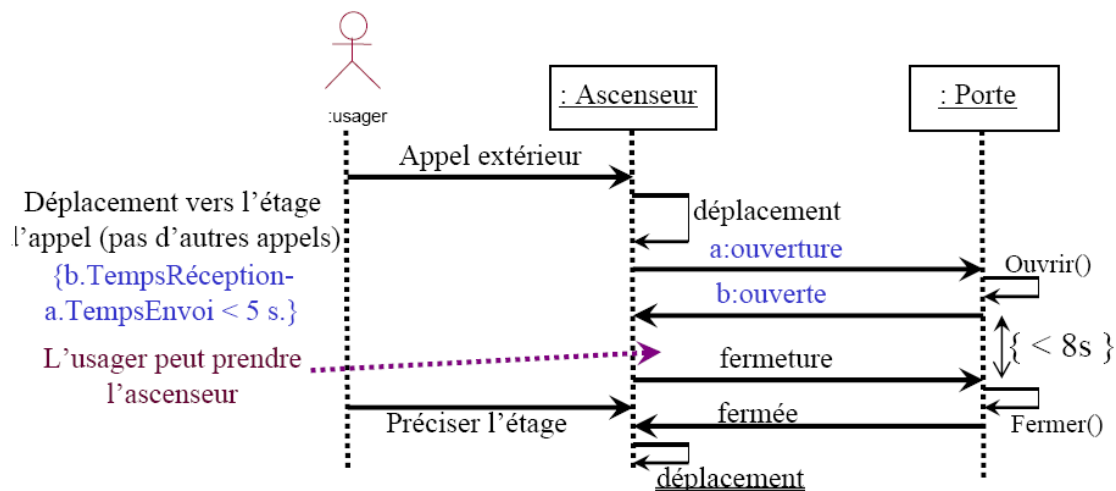 :usager
: Ascenseur
: Porte
Appel extérieur
Déplacement vers l'étage
l'appel (pas d'autres appels)
{b.TempsRéception-
a.TempsEnvoi < 5 s.}
déplacement
a:ouverture
Ouvrir()
b:ouverte
{ < 8s }
L'usager peut prendre
l'ascenseur
fermeture
Préciser l'étage
fermée
Fermer()
déplacement